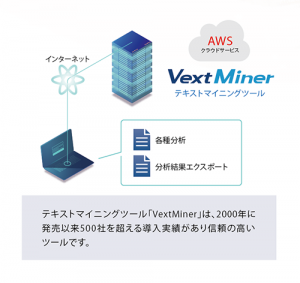 AWS
クラウドサービス
インターネット
VextMiner
テキストマイニングツール
各種分析
分析結果エクスポート
テキストマイニングツール「VextMiner」は、2000年に
発売以来500社を超える導入実績があり信頼の高い
ツールです。